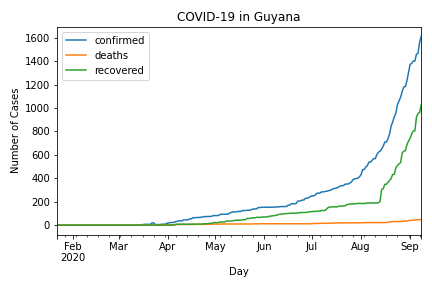 COVID-19 in Guyana
confirmed
deaths
recovered
Number of Cases
1600
1400
1200
1000
800
600
400
200
0
Feb Mar Apr May Jun Jul Aug Sep
2020
Day